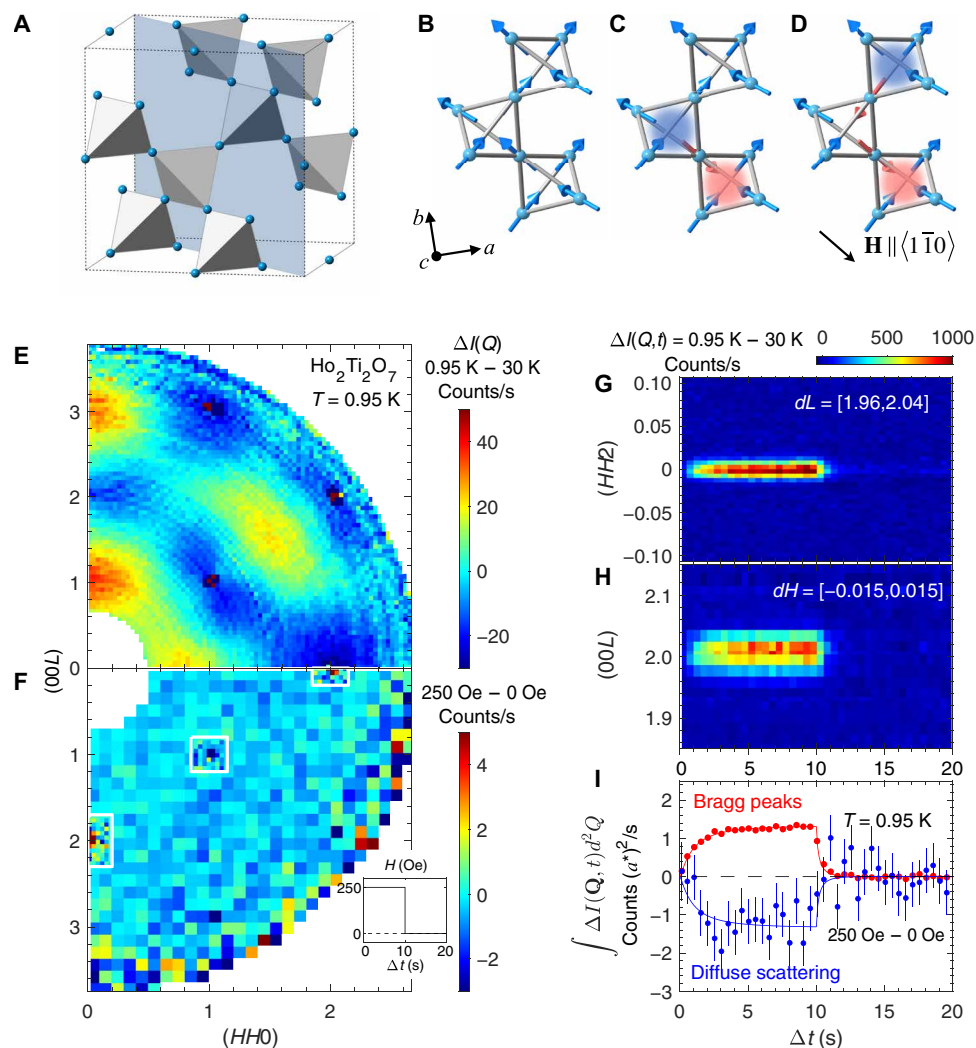 A
B
C
D
b
a
c
H || ⟨11̅0⟩
E
Ho2Ti2O7
T = 0.95 K
ΔI(Q)
0.95 K − 30 K
Counts/s
40
20
0
−20
3
2
1
0
(00L)
F
250 Oe − 0 Oe
Counts/s
4
2
0
−2
1
2
3
H (Oe)
250
0
0 10 20
Δt (s)
0 1 2
(HH0)
ΔI(Q,t) = 0.95 K − 30 K
Counts/s
0 500 1000
G
dL = [1.96,2.04]
0.10
0.05
0
−0.05
−0.10
(HH2)
H
dH = [−0.015,0.015]
2.1
2.0
1.9
(00L)
0 5 10 15 20
I
Bragg peaks
T = 0.95 K
250 Oe − 0 Oe
Diffuse scattering
2
1
0
−1
−2
−3
∫ ΔI(Q, t)d²Q
Counts (a*)²/s
0 5 10 15 20
Δt (s)